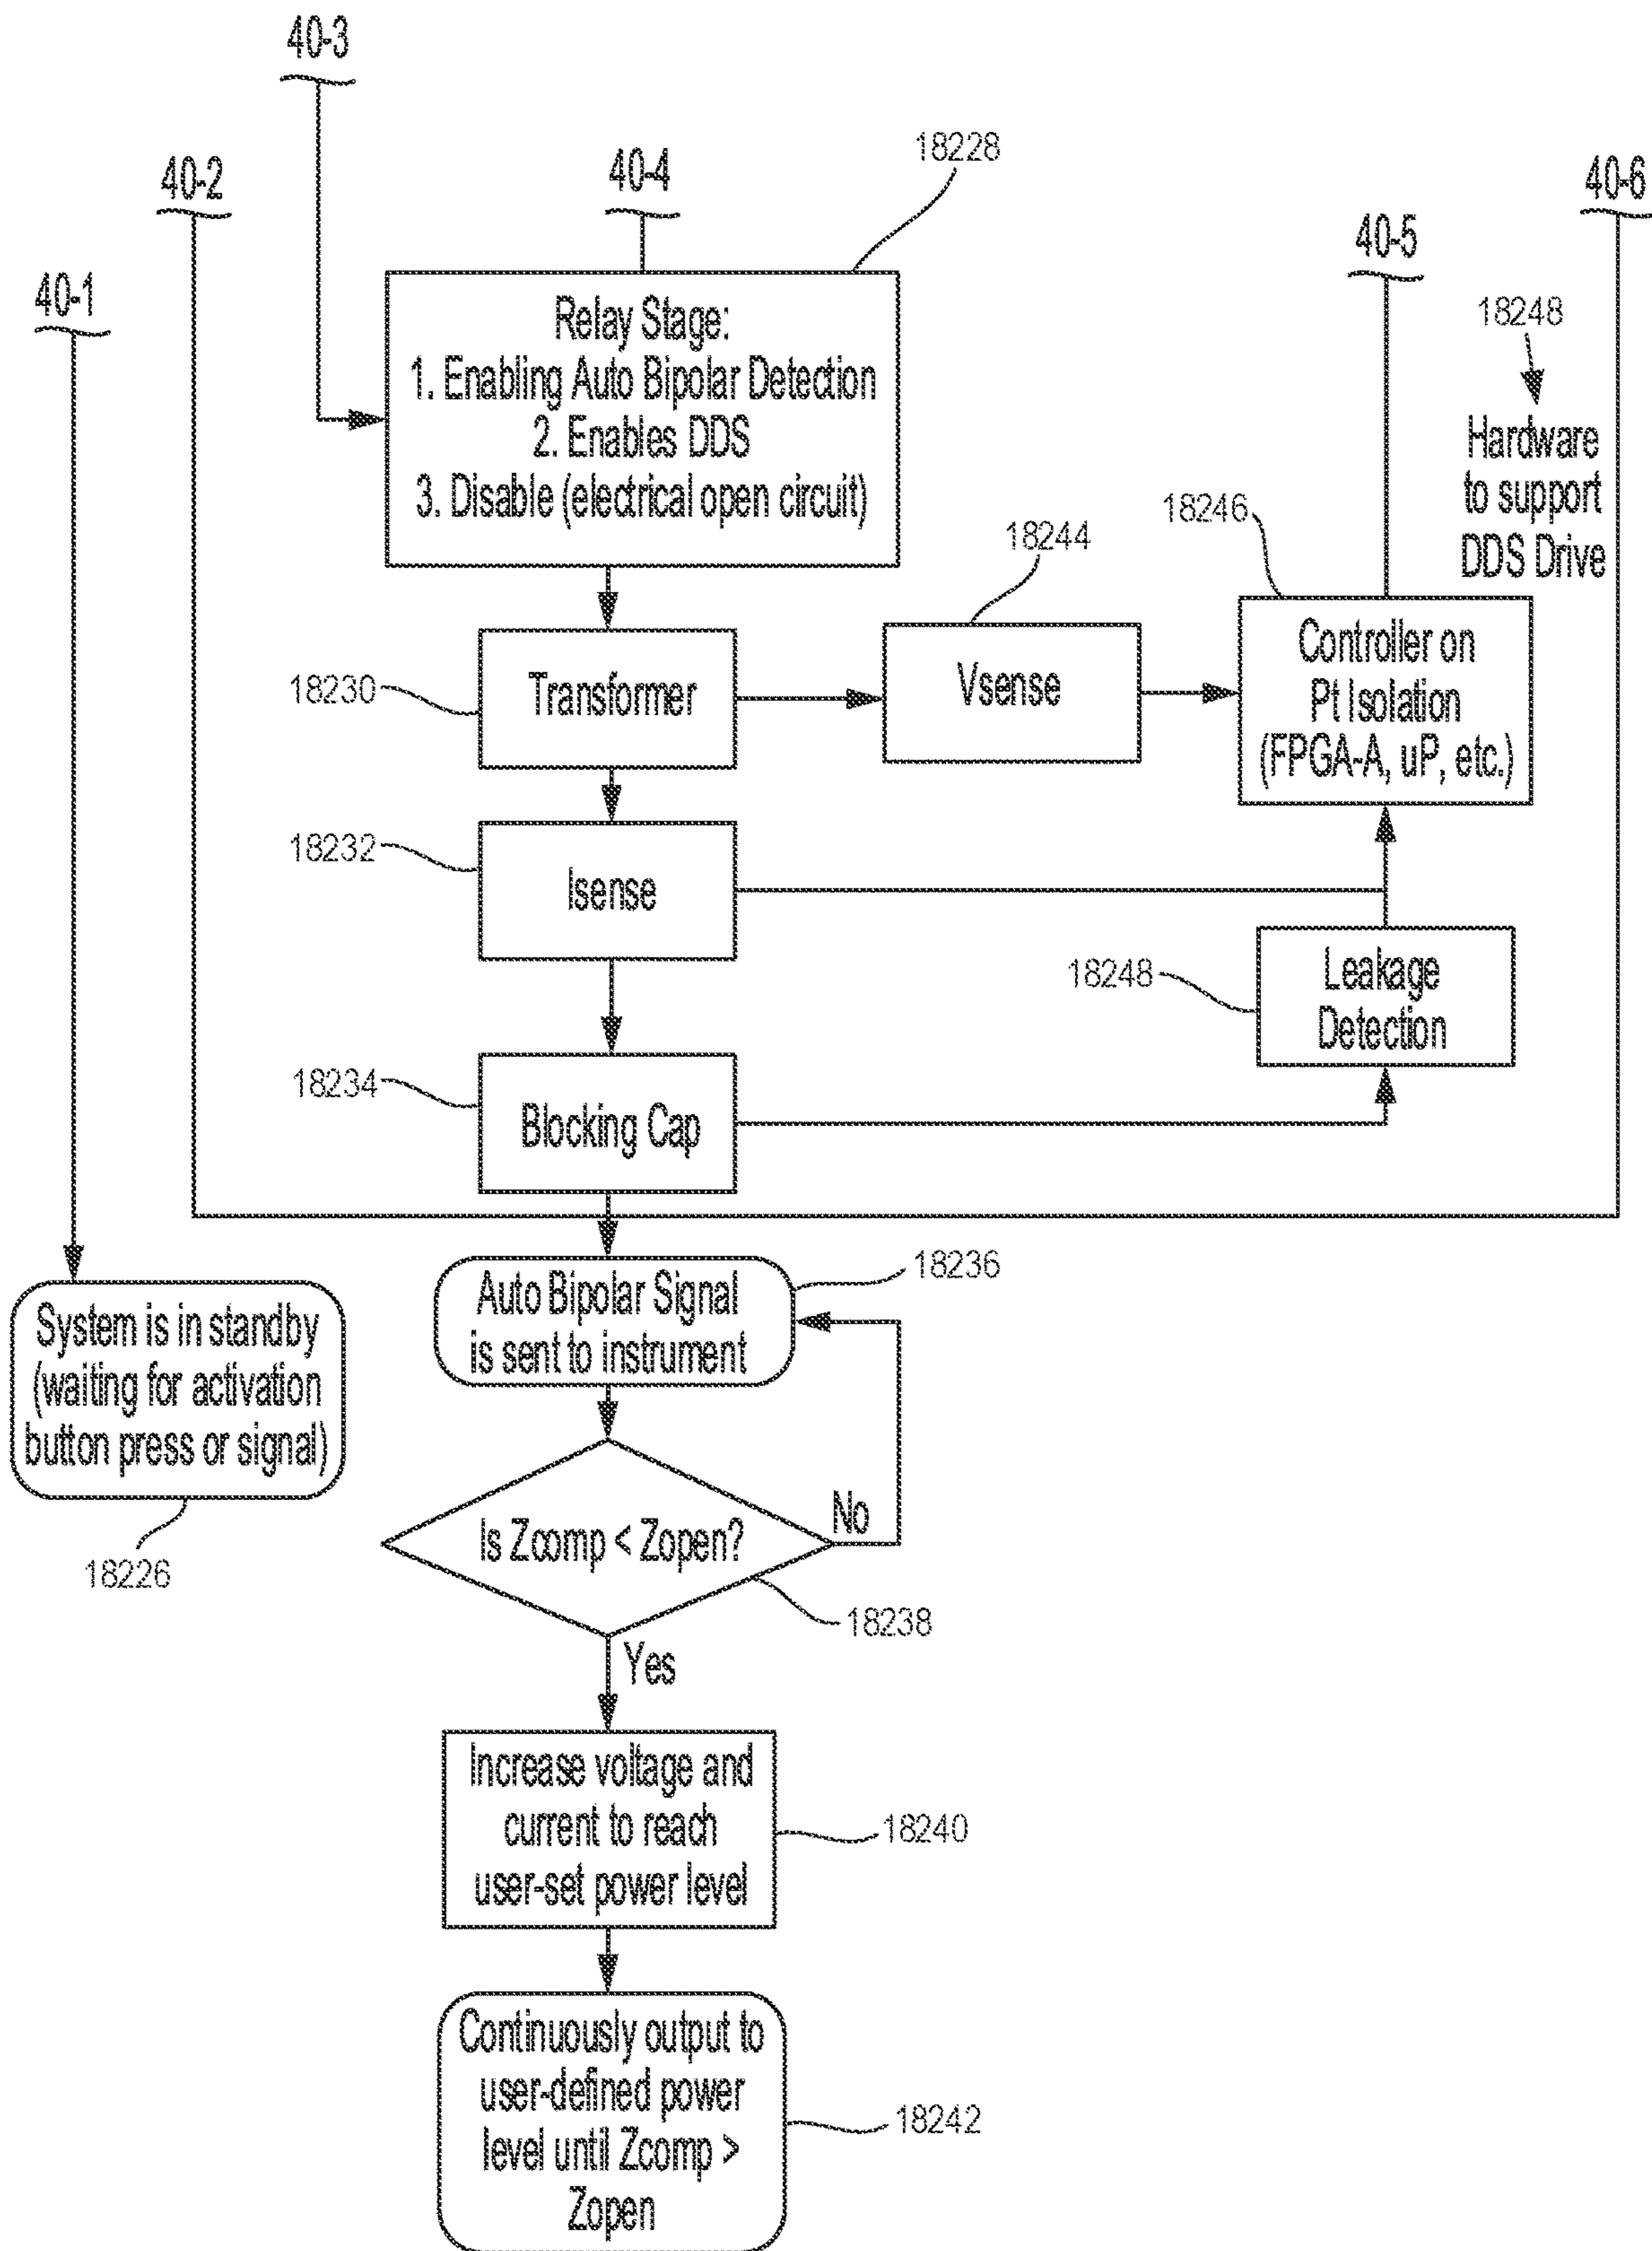 40-3
40-2
40-4
18228
40-6
40-5
40-1
Relay Stage:
1. Enabling Auto Bipolar Detection
2. Enables DDS
3. Disable (electrical open circuit)
18248
Hardware
to support
DDS Drive
18244
18246
18230
Transformer
Vsense
Controller on
Pt Isolation
(FPGA-A, uP, etc.)
18232
Isense
18248
Leakage
Detection
18234
Blocking Cap
18236
Auto Bipolar Signal
is sent to instrument
System is in standby
(waiting for activation
button press or signal)
18226
Is Zcomp < Zopen?
No
18238
Yes
Increase voltage and
current to reach
user-set power level
18240
Continuously output to
user-defined power
level until Zcomp >
Zopen
18242